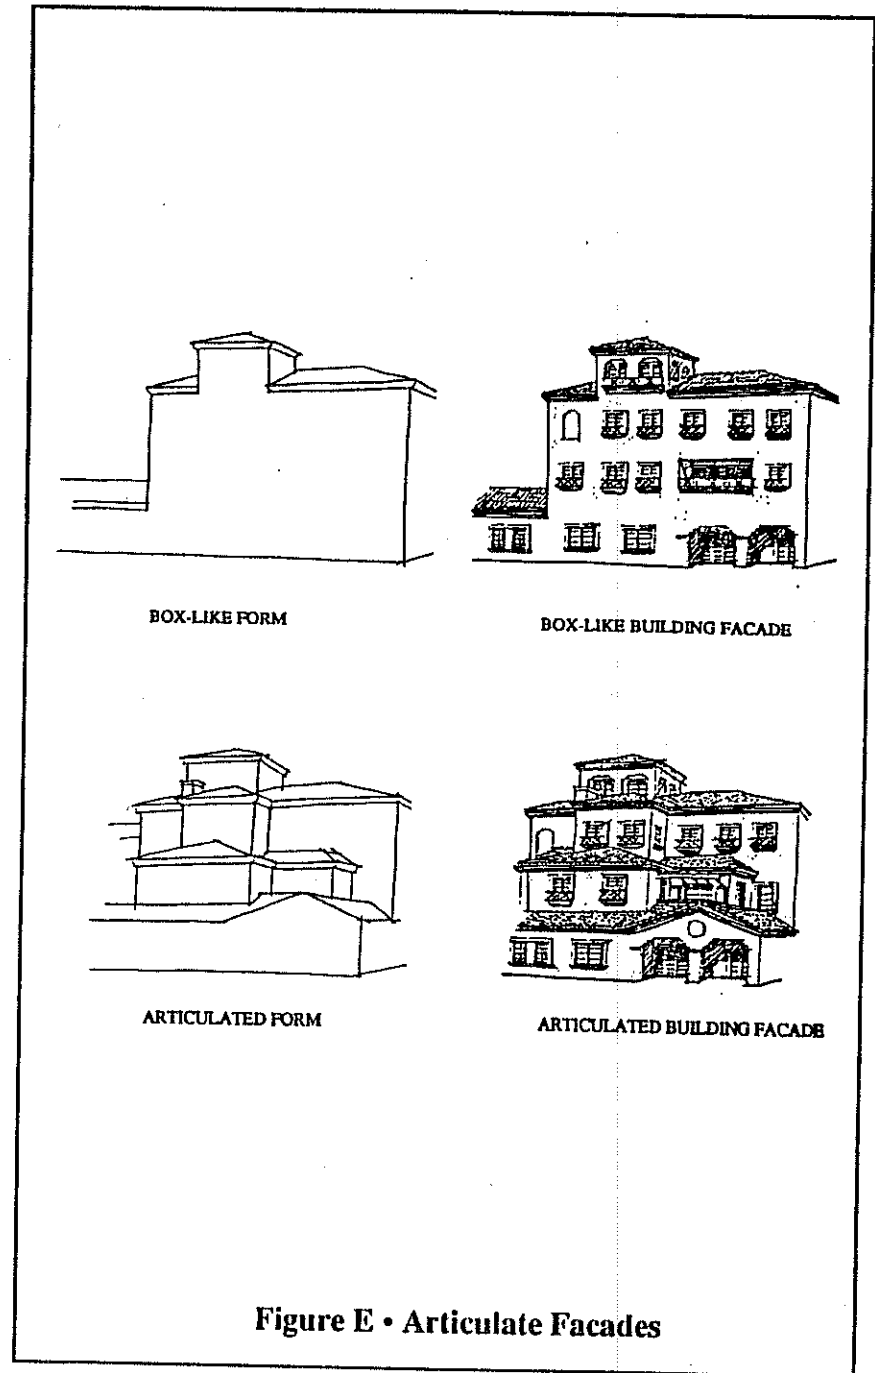 BOX-LIKE FORM
BOX-LIKE BUILDING FACADE
ARTICULATED FORM
ARTICULATED BUILDING FACADE
Figure E • Articulate Facades